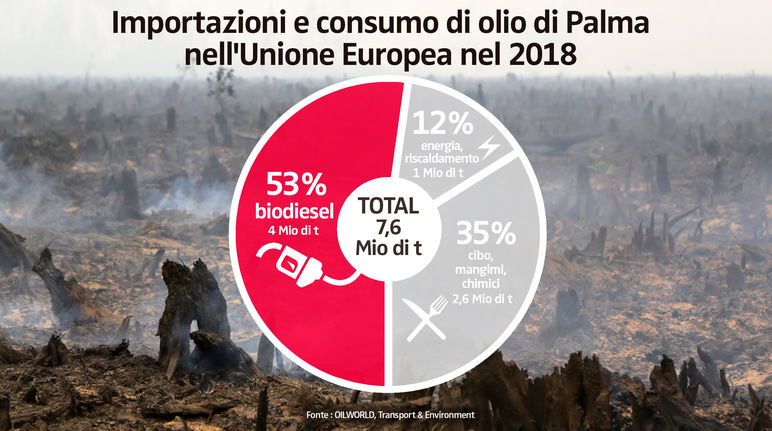 Importazioni e consumo di olio di Palma
nell'Unione Europea nel 2018
12%
energia,
riscaldamento
1 Mio di t
53%
biodiesel
4 Mio di t
TOTAL
7,6
Mio di t
35%
cibo,
mangimi,
chimici
2,6 Mio di t
Fonte : OILWORLD, Transport & Environment